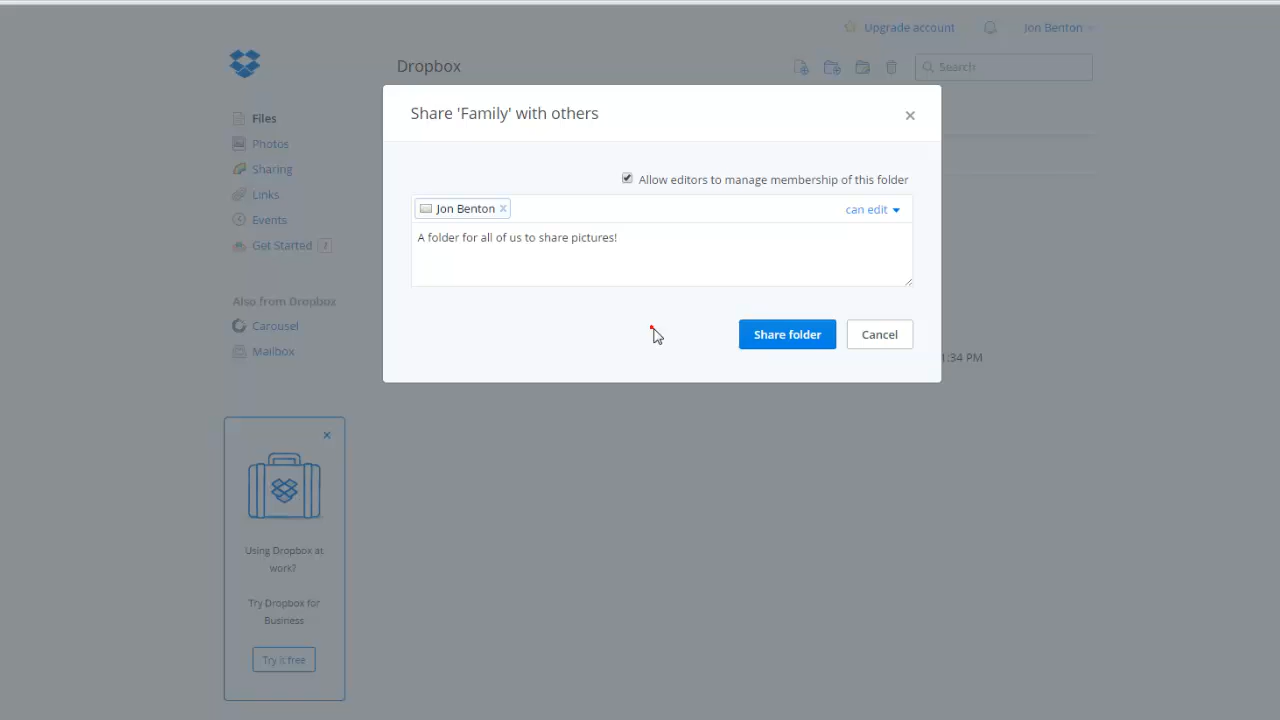 Upgrade account
Jon Benton
Dropbox
Search
Share 'Family' with others
×
Files
Photos
Sharing
Links
Events
Get Started
Allow editors to manage membership of this folder
Jon Benton x
can edit
A folder for all of us to share pictures!
Also from Dropbox
Carousel
Mailbox
Share folder
Cancel
1:34 PM
×
Using Dropbox at
work?
Try Dropbox for
Business
Try it free